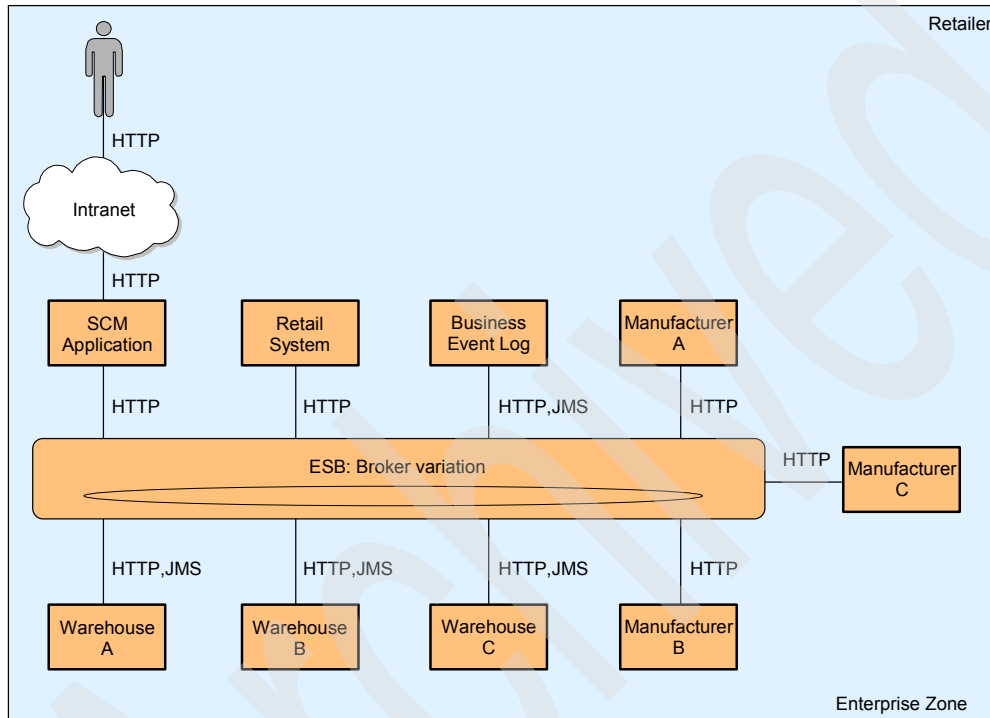 Retailer
HTTP
Intranet
HTTP
SCM
Application
Retail
System
Business
Event Log
Manufacturer
A
HTTP
HTTP
HTTP,JMS
HTTP
ESB: Broker variation
HTTP
Manufacturer
C
HTTP,JMS
HTTP,JMS
HTTP,JMS
HTTP
Warehouse
A
Warehouse
B
Warehouse
C
Manufacturer
B
Enterprise Zone
Archived